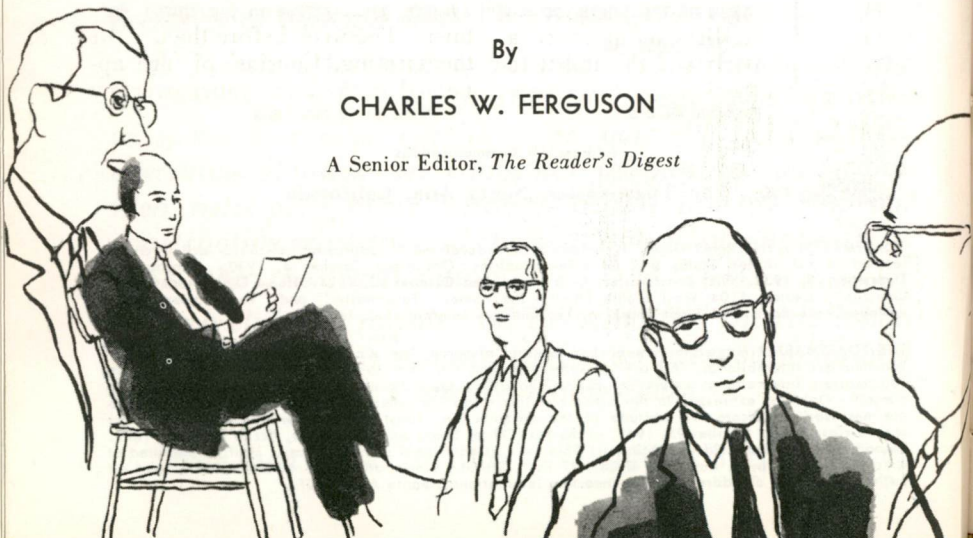 By
CHARLES W. FERGUSON
A Senior Editor, The Reader's Digest